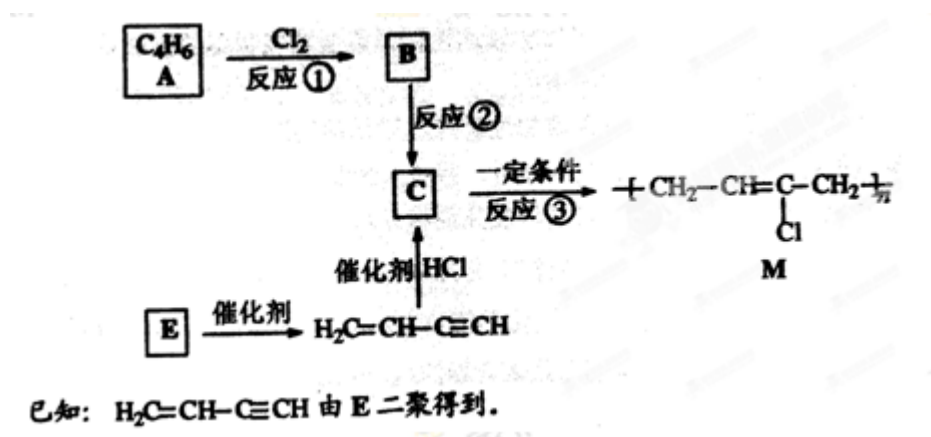 C₄H₆
A
Cl₂
反应①
B
反应②
C
一定条件
反应③
-[CH₂-CH=C-CH₂-]n
Cl
M
催化剂 HCl
E
催化剂
H₂C=CH-C≡CH
已知: H₂C=CH-C≡CH 由 E 二聚得到.